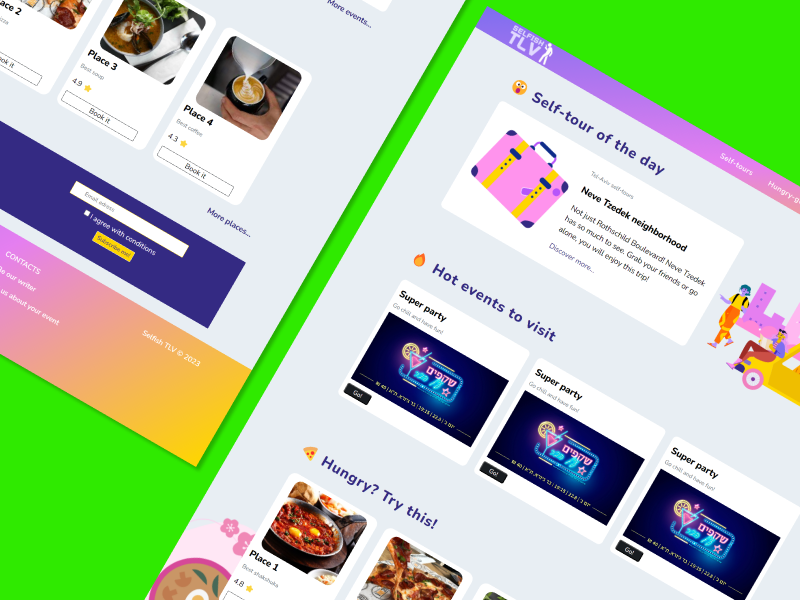 More events...
Place 2
Book it
Place 3
Best soup
4.9
Book it
Place 4
Best coffee
4.3
Book it
More places...
Email adress
I agree with conditions
Subscribe me!
CONTACTS
be our writer
us about your event
Selfish TLV © 2023
SELFISH
TLV
Self-tours
Self-tour of the day
Tel-Aviv self-tours
Neve Tzedek neighborhood
Not just Rothschild Boulevard! Neve Tzedek
has so much to see. Grab your friends or go
alone, you will enjoy this trip!
Discover more...
Hot events to visit
Super party
Go chill and have fun!
שקפים
Go!
Super party
Go chill and have fun!
שקפים
Go!
Super party
Go chill and have fun!
שקפים
Go!
Hungry? Try this!
Place 1
Best shakshuka
4.8